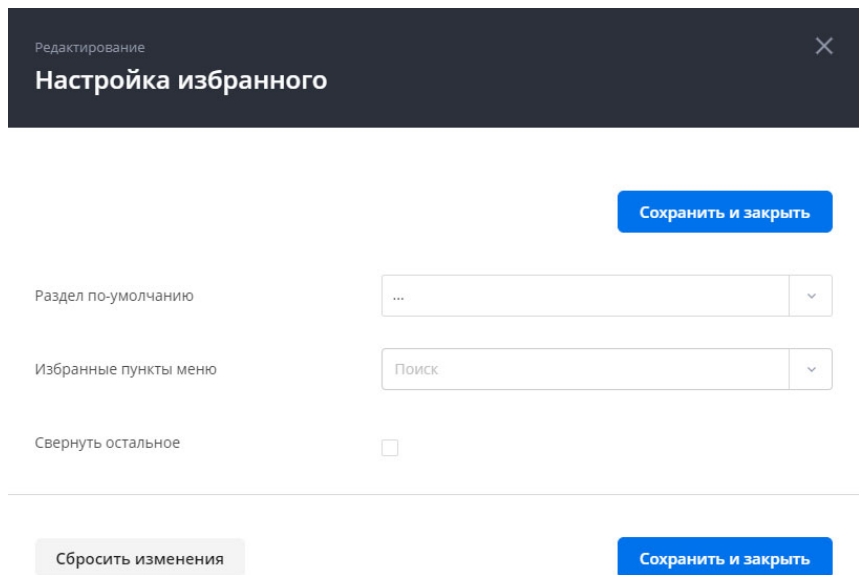 Редактирование
Настройка избранного
Сохранить и закрыть
Раздел по-умолчанию
...
Избранные пункты меню
Поиск
Свернуть остальное
Сбросить изменения
Сохранить и закрыть